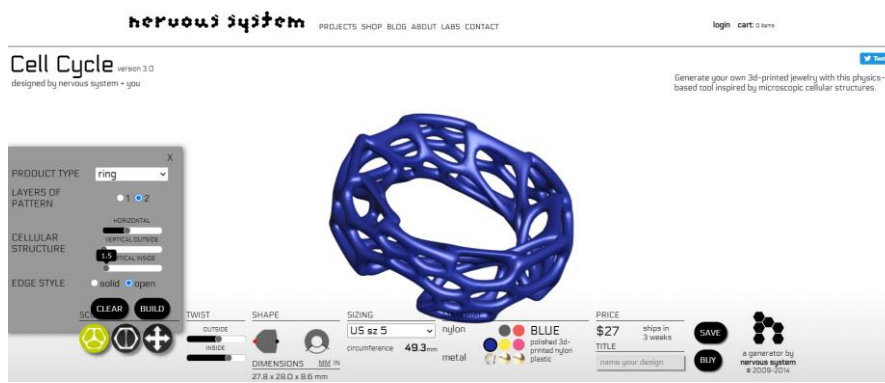 nervous system
PROJECTS SHOP BLOG ABOUT LABS CONTACT
login cart: 0 items
Cell Cycle version 3.0
designed by nervous system + you
Generate your own 3d-printed jewelry with this physics-
based tool inspired by microscopic cellular structures.
X
PRODUCT TYPE ring
LAYERS OF
PATTERN
1 2
CELLULAR
STRUCTURE
HORIZONTAL
VERTICAL OUTSIDE
1.5
EDGE STYLE solid open
CLEAR BUILD
TWIST
OUTSIDE
INSIDE
SHAPE
DIMENSIONS MM IN
27.8 x 28.0 x 8.6 mm
SIZING
US sz 5
circumference 49.3mm
nylon
metal
BLUE
polished 3d-
printed nylon
plastic
PRICE
$27 ships in
3 weeks
TITLE
name your design
SAVE
BUY
a generator by
nervous system
© 2009-2014